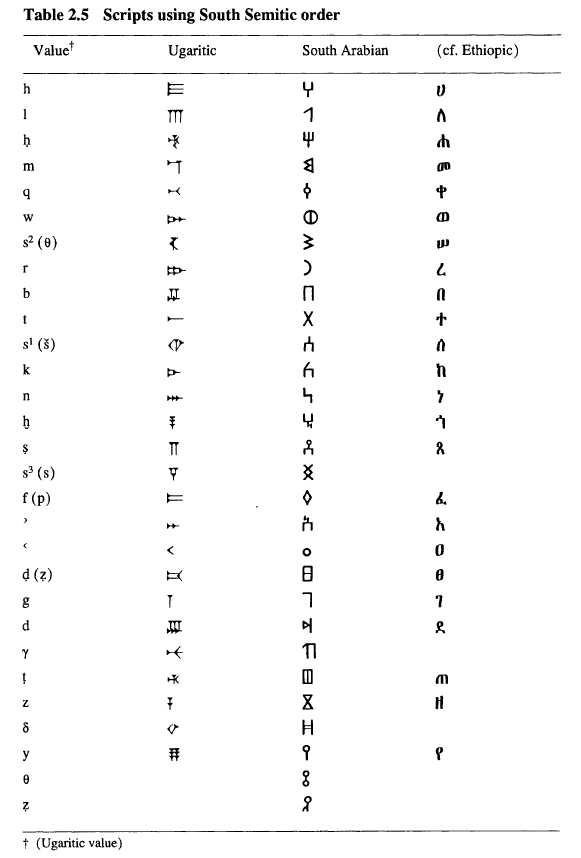 Table 2.5 Scripts using South Semitic order
Value† Ugaritic South Arabian (cf. Ethiopic)
h 𐎅 𐩠 ሀ
l 𐎍 𐩡 ለ
ḥ 𐎈 𐩢 ሐ
m 𐎎 𐩣 መ
q 𐎖 𐩤 ቀ
w 𐎆 𐩥 ወ
s² (θ) 𐎘 𐩦 ሠ
r 𐎗 𐩧 ረ
b 𐎁 𐩨 በ
t 𐎚 𐩩 ተ
s¹ (š) 𐎌 𐩪 ሰ
k 𐎋 𐩫 ከ
n 𐎐 𐩬 ነ
ḫ 𐎃 𐩭 ኀ
ṣ 𐎕 𐩮 ጸ
s³ (s) 𐎒 𐩯
f (p) 𐎔 𐩰 ፈ
ʾ 𐎀 𐩱 አ
ʿ 𐎓 𐩲 ዐ
ḍ (ẓ) 𐎑 𐩳 ፀ
g 𐎂 𐩴 ገ
d 𐎄 𐩵 ደ
γ 𐎙 𐩶
ṭ 𐎉 𐩷 ጠ
z 𐎇 𐩸 ዘ
δ 𐎏 𐩹
y 𐎊 𐩺 የ
θ 𐩻
ẓ 𐩼
† (Ugaritic value)